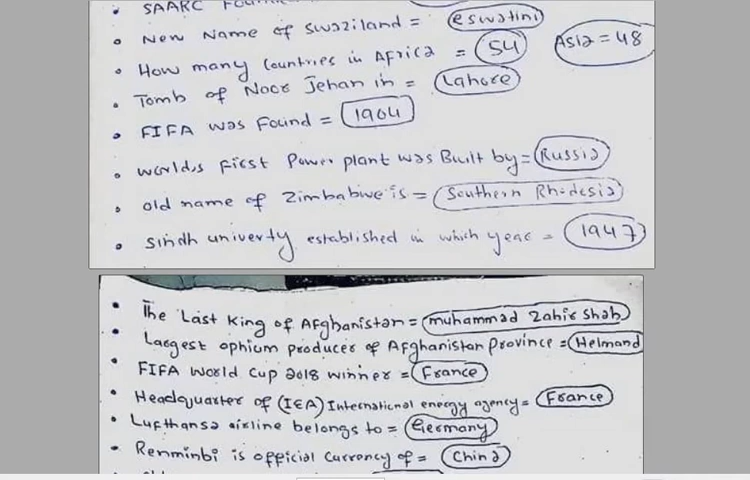 SAARC
New Name of Swaziland = eswatini
How many Countries in Africa = 54 Asia = 48
Tomb of Noor Jehan in = Lahore
FIFA was Found = 1904
world,s First Power plant was Built by = Russia
old name of Zimbabwe is = Southern Rhodesia
Sindh univerty established in which year = 1947
The Last King of Afghanistan = muhammad Zahir Shah
Largest ophium producer of Afghanistan Province = Helmand
FIFA World Cup 2018 winner = France
Headquarter of (IEA) International energy agency = France
Lufthansa airline belongs to = Germany
Renminbi is official Currency of = China